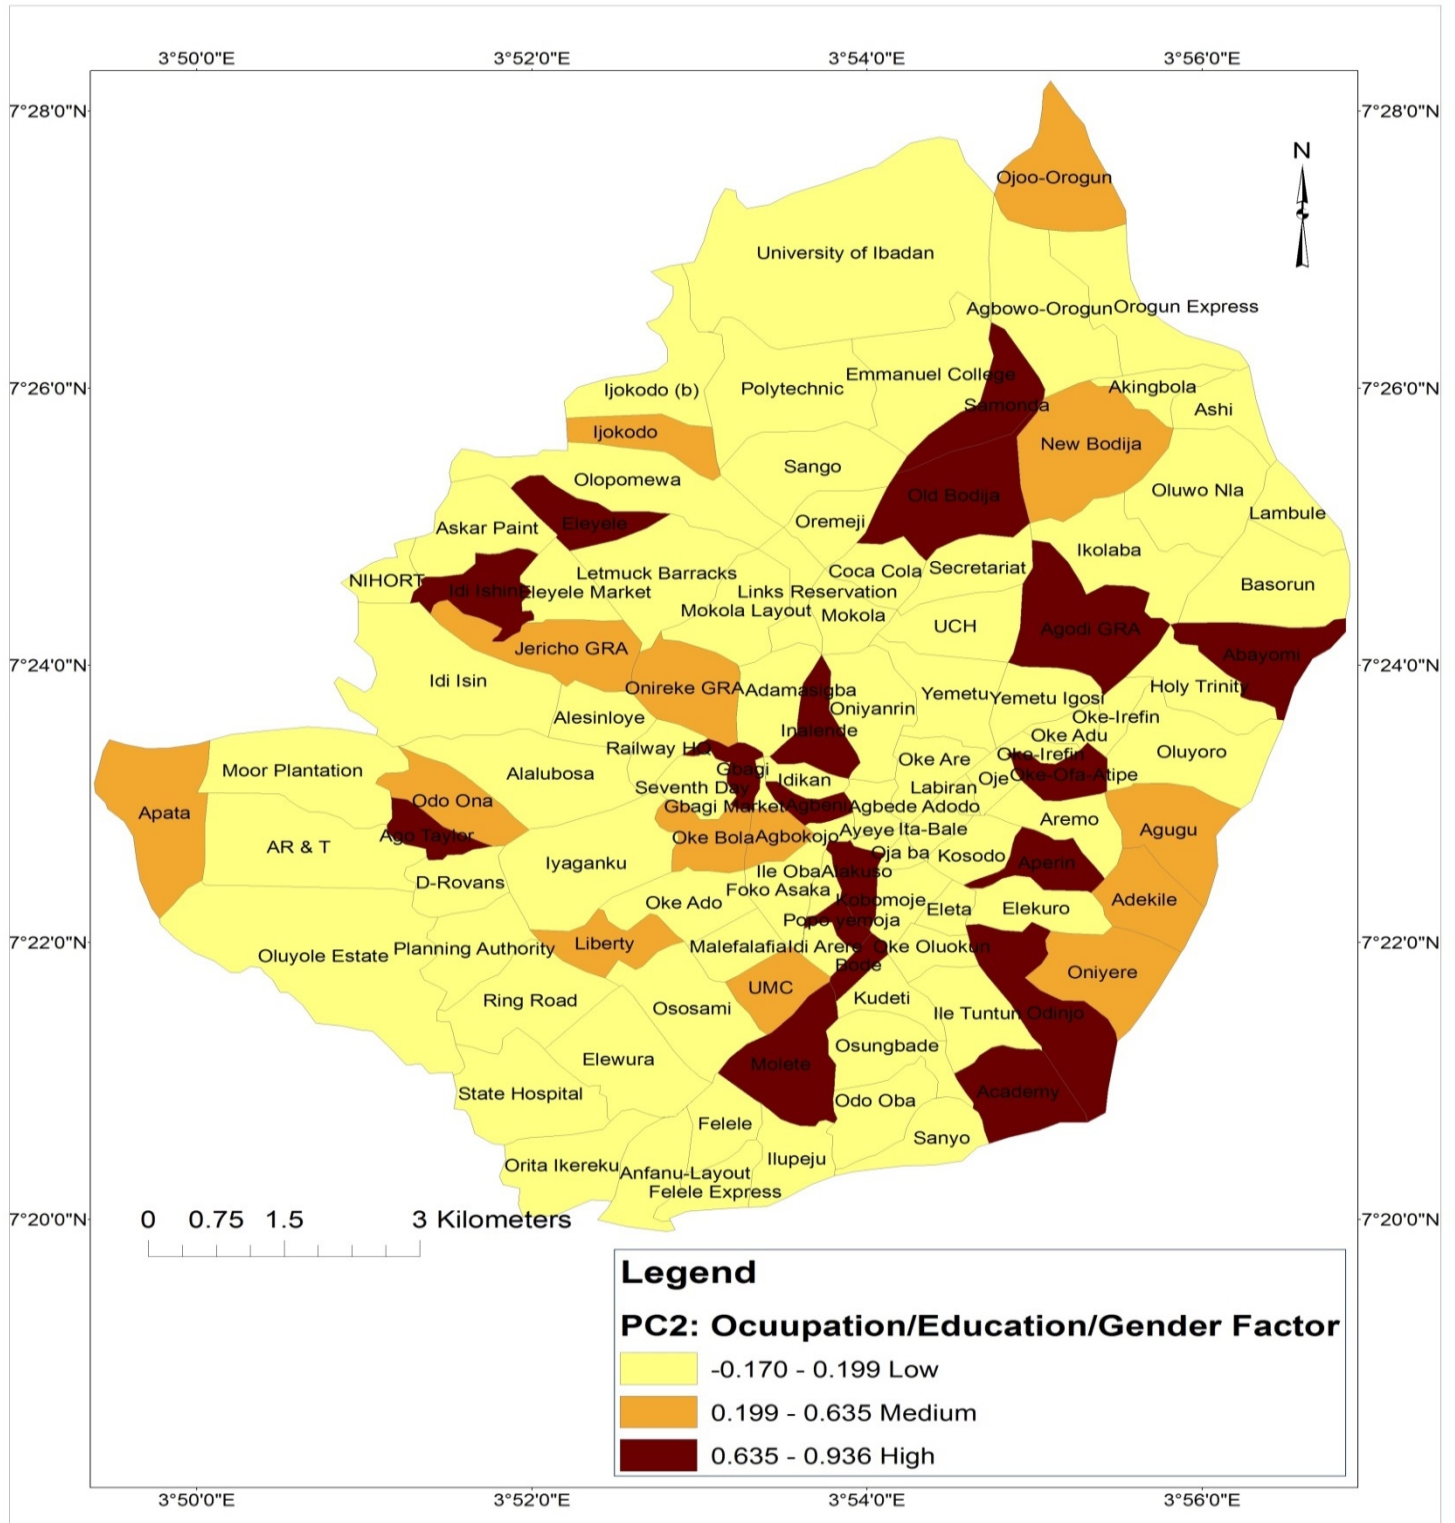 3°50'0"E 3°52'0"E 3°54'0"E 3°56'0"E
7°28'0"N 7°28'0"N
N
Ojoo-Orogun
University of Ibadan
Agbowo-Orogun Orogun Express
7°26'0"N 7°26'0"N
Emmanuel College
Ijokodo (b) Polytechnic Akingbola
Samonda Ashi
Ijokodo New Bodija
Sango
Olopomewa Old Bodija Oluwo Nla
Lambule
Askar Paint Eleyele Oremeji
Ikolaba
Letmuck Barracks Coca Cola Secretariat
NIHORT Idi Ishin Eleyele Market Links Reservation Basorun
Mokola Layout Mokola
UCH Agodi GRA
Jericho GRA Abayomi
7°24'0"N 7°24'0"N
Idi Isin Onireke GRA Adamasigba Yemetu Yemetu Igosi Holy Trinity
Alesinloye Oniyanrin Oke-Irefin
Inalende Oke Adu
Railway HQ Oke Are Oke-Irefin Oluyoro
Moor Plantation Alalubosa Gbagi Idikan Oje Oke-Ofa-Atipe
Seventh Day Labiran
Apata Odo Ona Gbagi Market Agbeni Agbede Adodo
Aremo
Ago Taylor Oke Bola Agbokojo Ayeye Ita-Bale Agugu
AR & T Iyaganku Oja ba Kosodo Aperin
D-Rovans Ile Oba Alakuso
Foko Asaka
Oke Ado Kobomoje Eleta Elekuro Adekile
Popo yemoja
7°22'0"N 7°22'0"N
Oluyole Estate Planning Authority Liberty Malefalafia Idi Arere Oke Oluokun
Bode Oniyere
UMC
Ring Road Ososami Kudeti
Ile Tuntun Odinjo
Elewura Osungbade
Molete
State Hospital Odo Oba Academy
Felele
Sanyo
Orita Ikereku Anfanu-Layout Ilupeju
Felele Express
7°20'0"N 7°20'0"N
0 0.75 1.5 3 Kilometers
Legend
PC2: Ocuupation/Education/Gender Factor
-0.170 - 0.199 Low
0.199 - 0.635 Medium
0.635 - 0.936 High
3°50'0"E 3°52'0"E 3°54'0"E 3°56'0"E